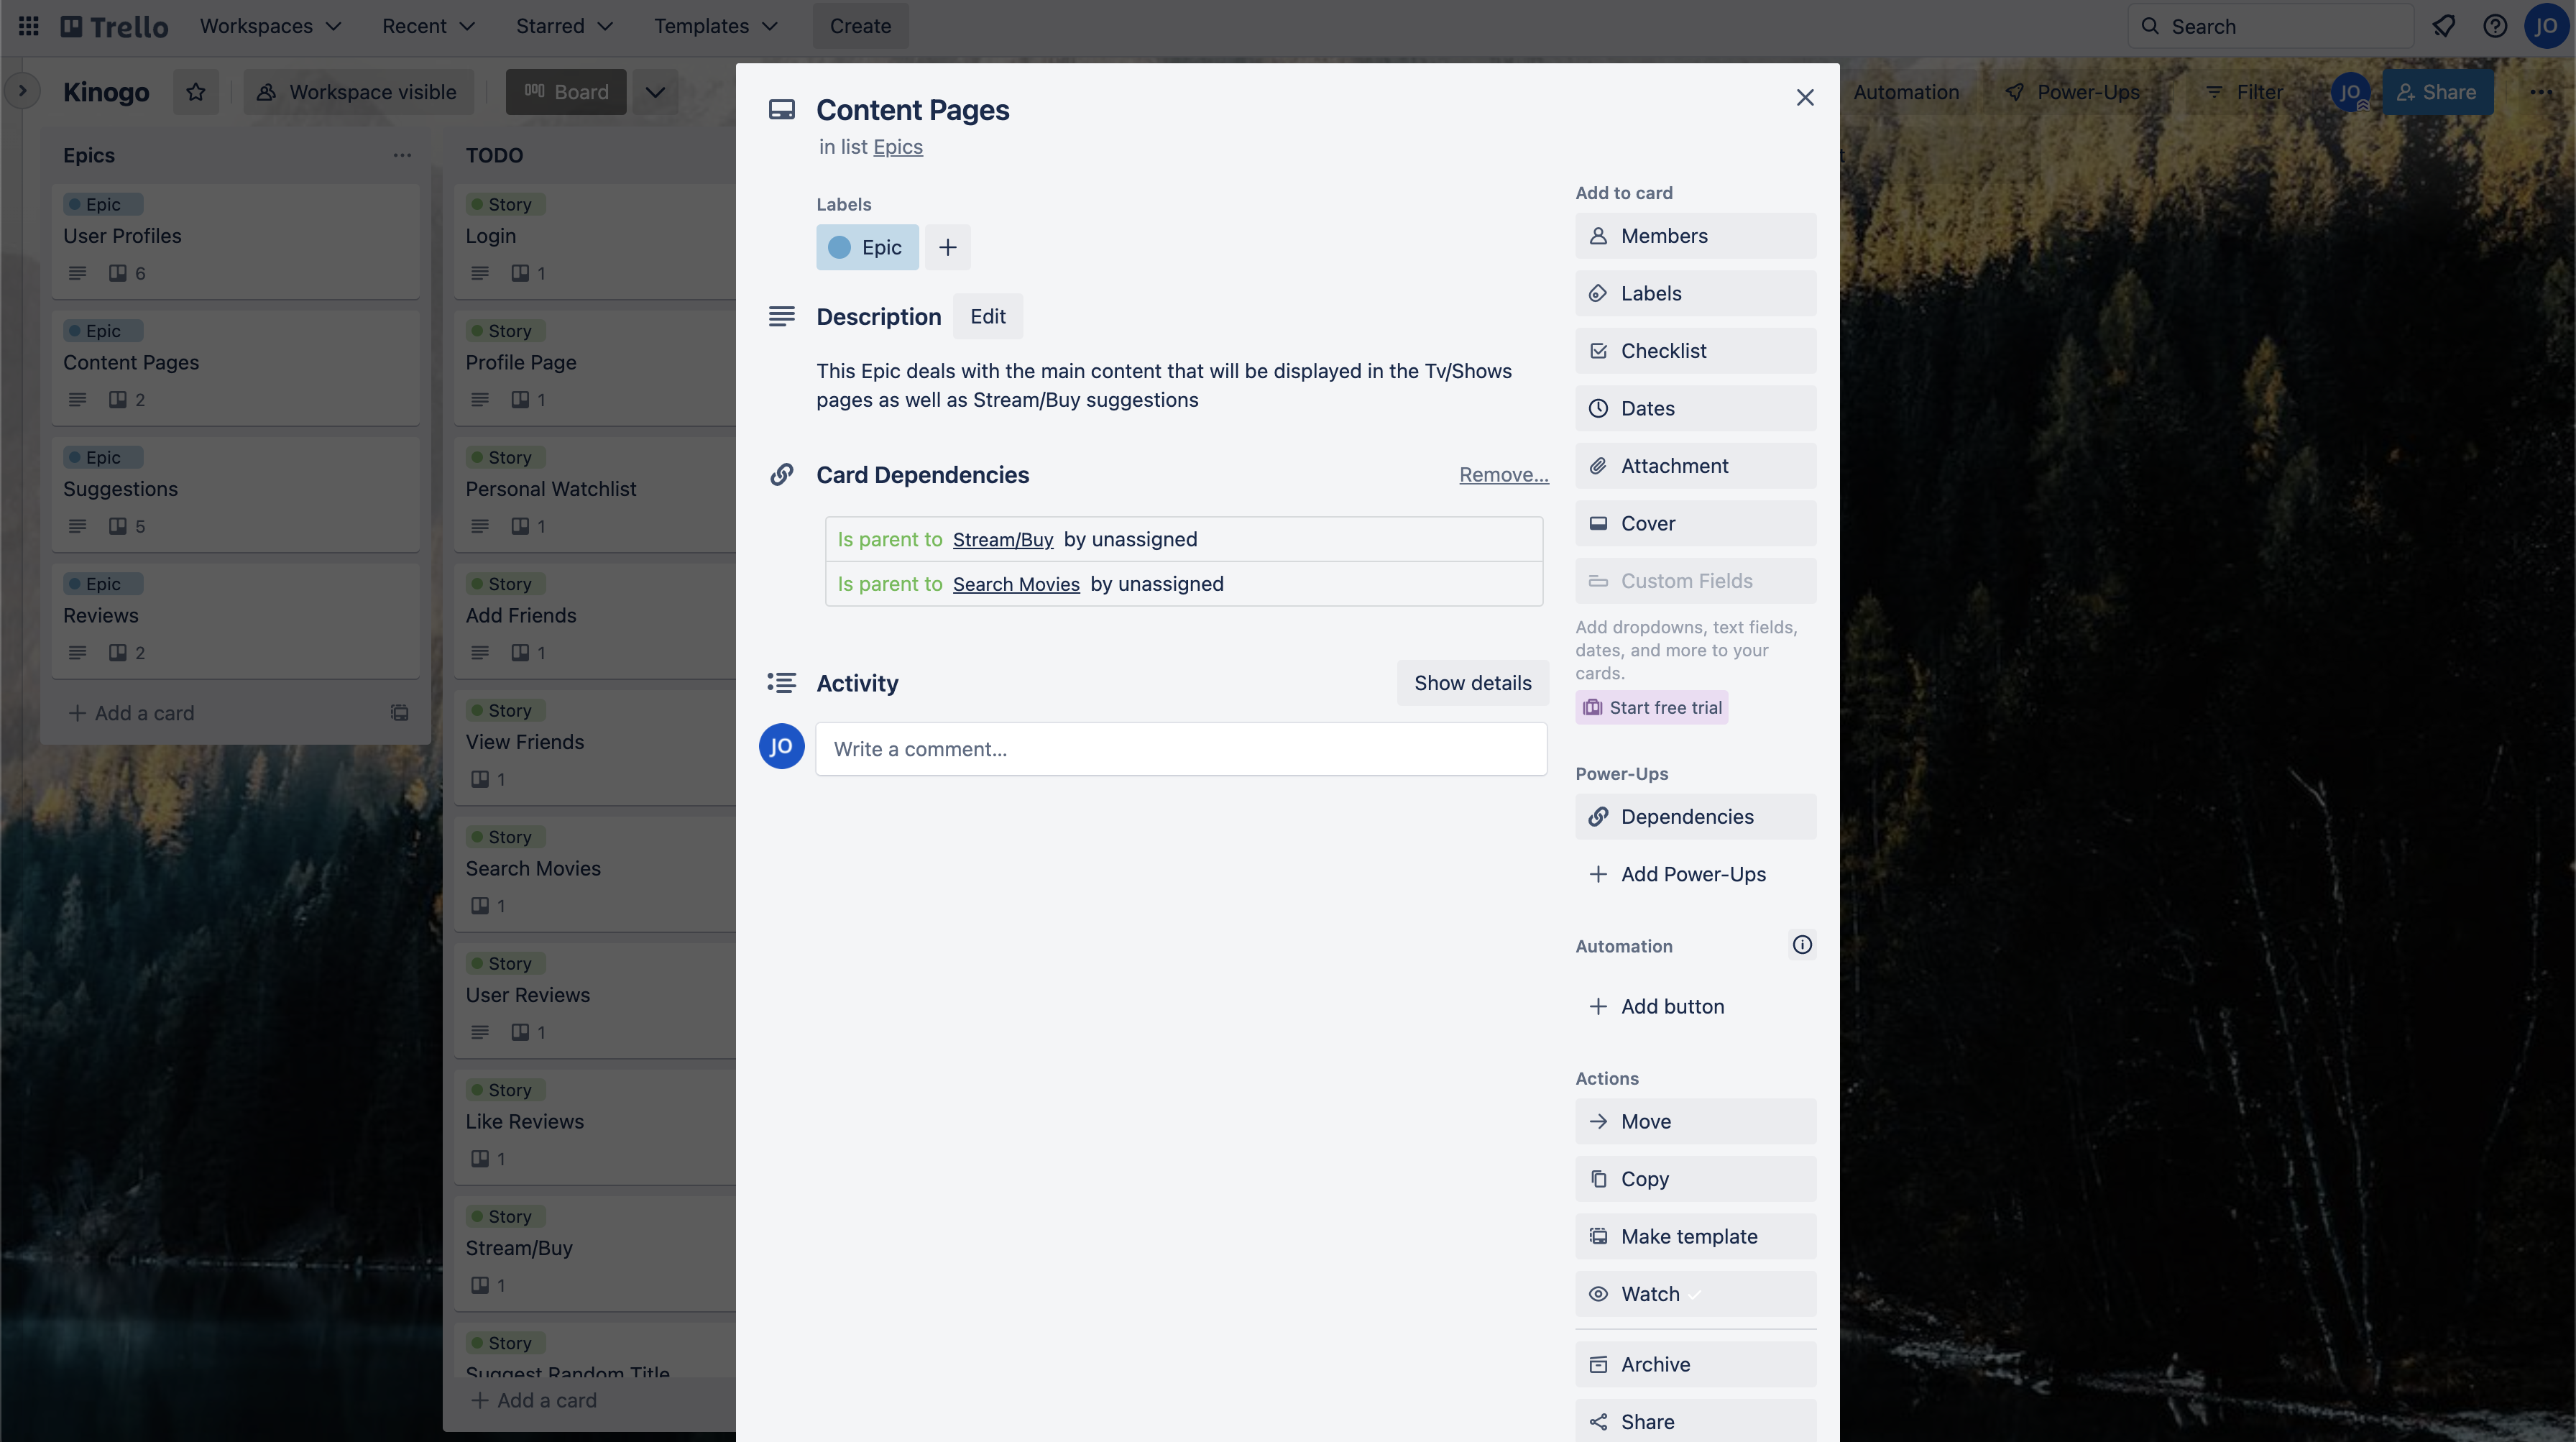 Trello
Workspaces
Recent
Starred
Templates
Create
Search
JO
Kinogo
Workspace visible
Board
Automation
Power-Ups
Filter
JO
Share
Epics
Epic
User Profiles
6
Epic
Content Pages
2
Epic
Suggestions
5
Epic
Reviews
2
Add a card
TODO
Story
Login
1
Story
Profile Page
1
Story
Personal Watchlist
1
Story
Add Friends
1
Story
View Friends
1
Story
Search Movies
1
Story
User Reviews
1
Story
Like Reviews
1
Story
Stream/Buy
1
Story
Suggest Random Title
Add a card
Content Pages
in list Epics
Labels
Epic
Description
Edit
This Epic deals with the main content that will be displayed in the Tv/Shows
pages as well as Stream/Buy suggestions
Card Dependencies
Remove...
Is parent to Stream/Buy by unassigned
Is parent to Search Movies by unassigned
Activity
Show details
JO
Write a comment...
Add to card
Members
Labels
Checklist
Dates
Attachment
Cover
Custom Fields
Add dropdowns, text fields,
dates, and more to your
cards.
Start free trial
Power-Ups
Dependencies
Add Power-Ups
Automation
Add button
Actions
Move
Copy
Make template
Watch
Archive
Share